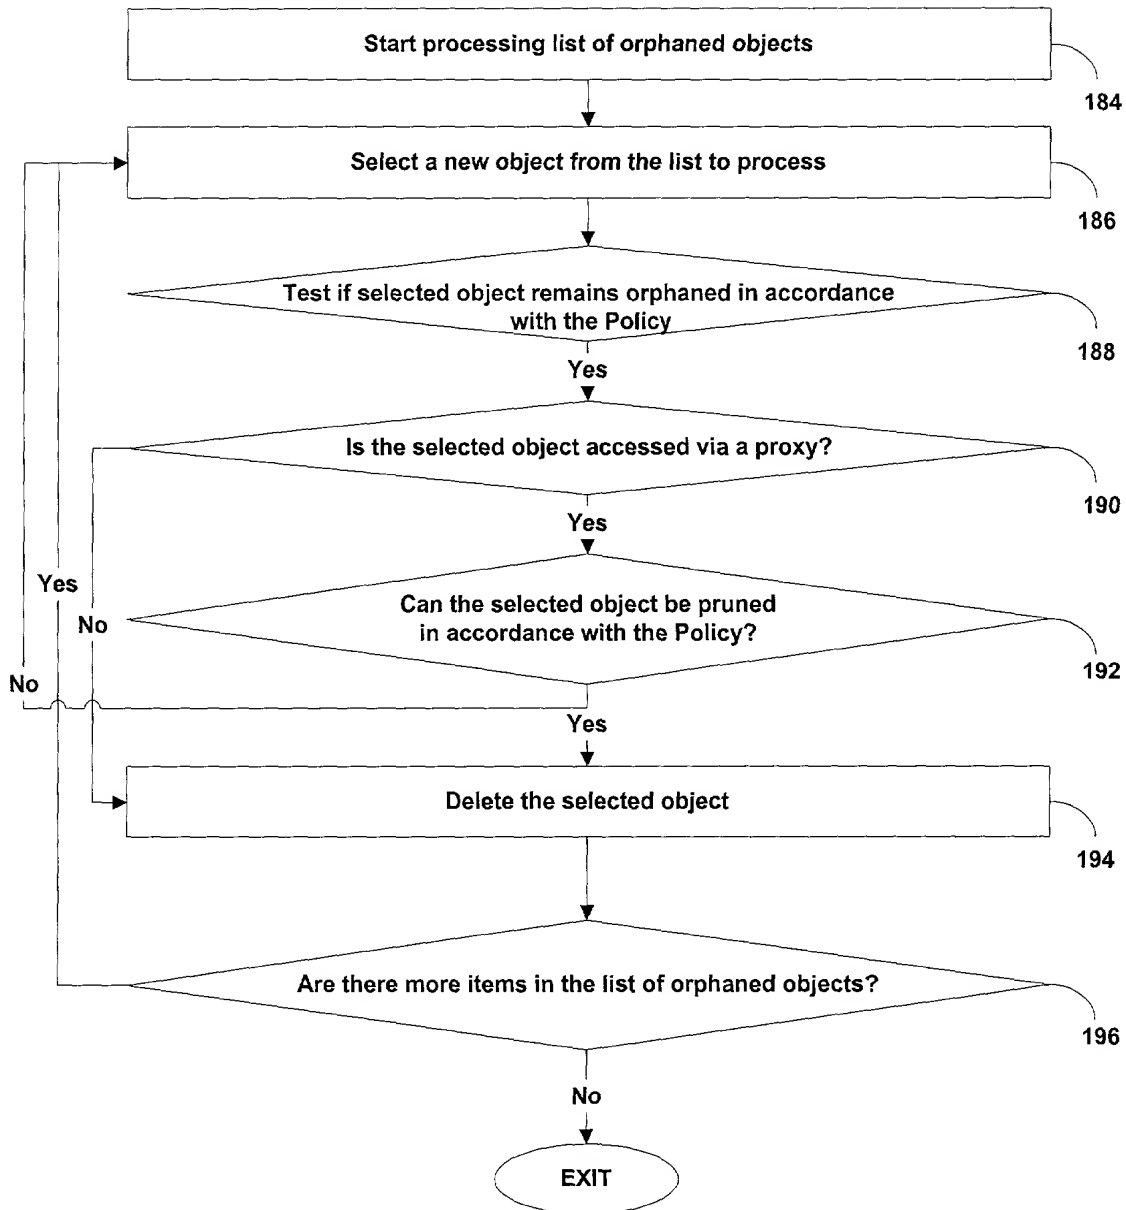 Start processing list of orphaned objects
184
Select a new object from the list to process
186
Test if selected object remains orphaned in accordance
with the Policy
188
Yes
Is the selected object accessed via a proxy?
190
Yes
Yes
Can the selected object be pruned
in accordance with the Policy?
No
192
No
Yes
Delete the selected object
194
Are there more items in the list of orphaned objects?
196
No
EXIT